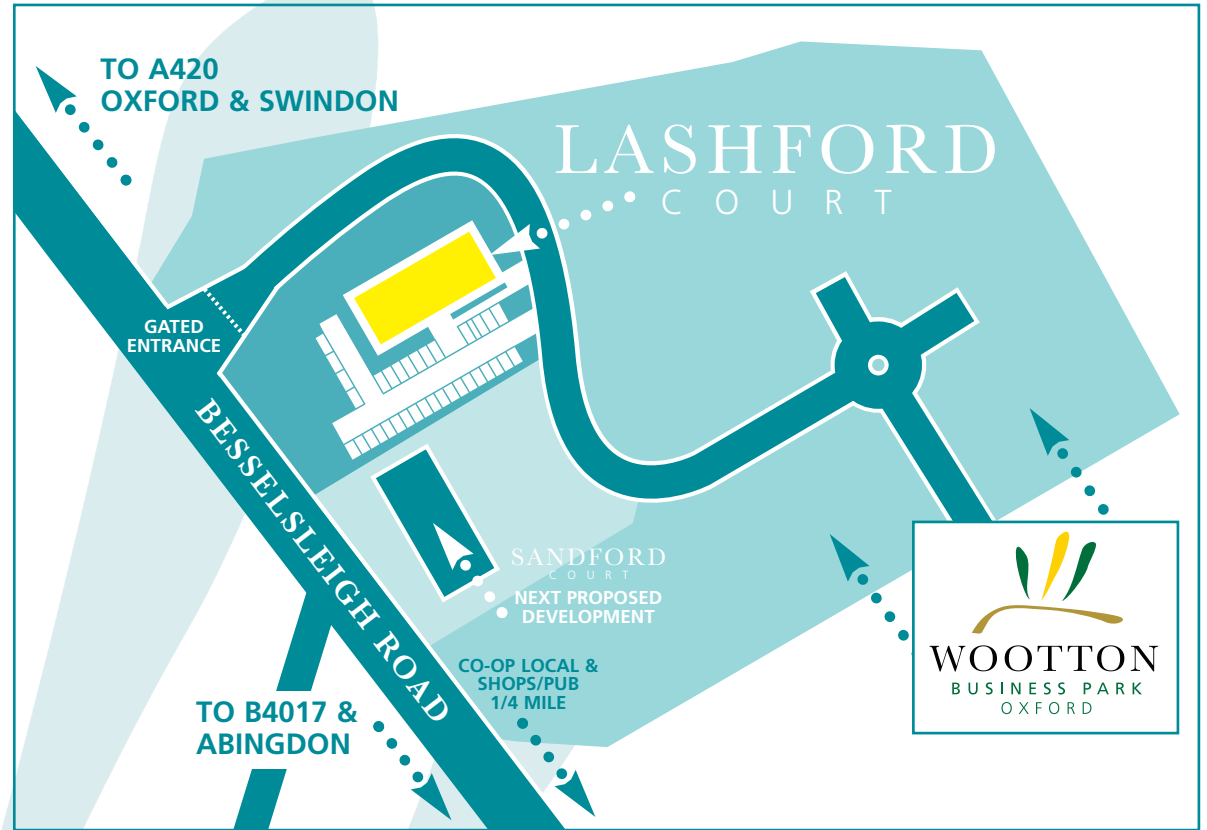 TO A420
OXFORD & SWINDON
LASHFORD
COURT
GATED
ENTRANCE
BESSELSLEIGH ROAD
SANDFORD
COURT
NEXT PROPOSED
DEVELOPMENT
CO-OP LOCAL &
SHOPS/PUB
1/4 MILE
TO B4017 &
ABINGDON
WOOTTON
BUSINESS PARK
OXFORD